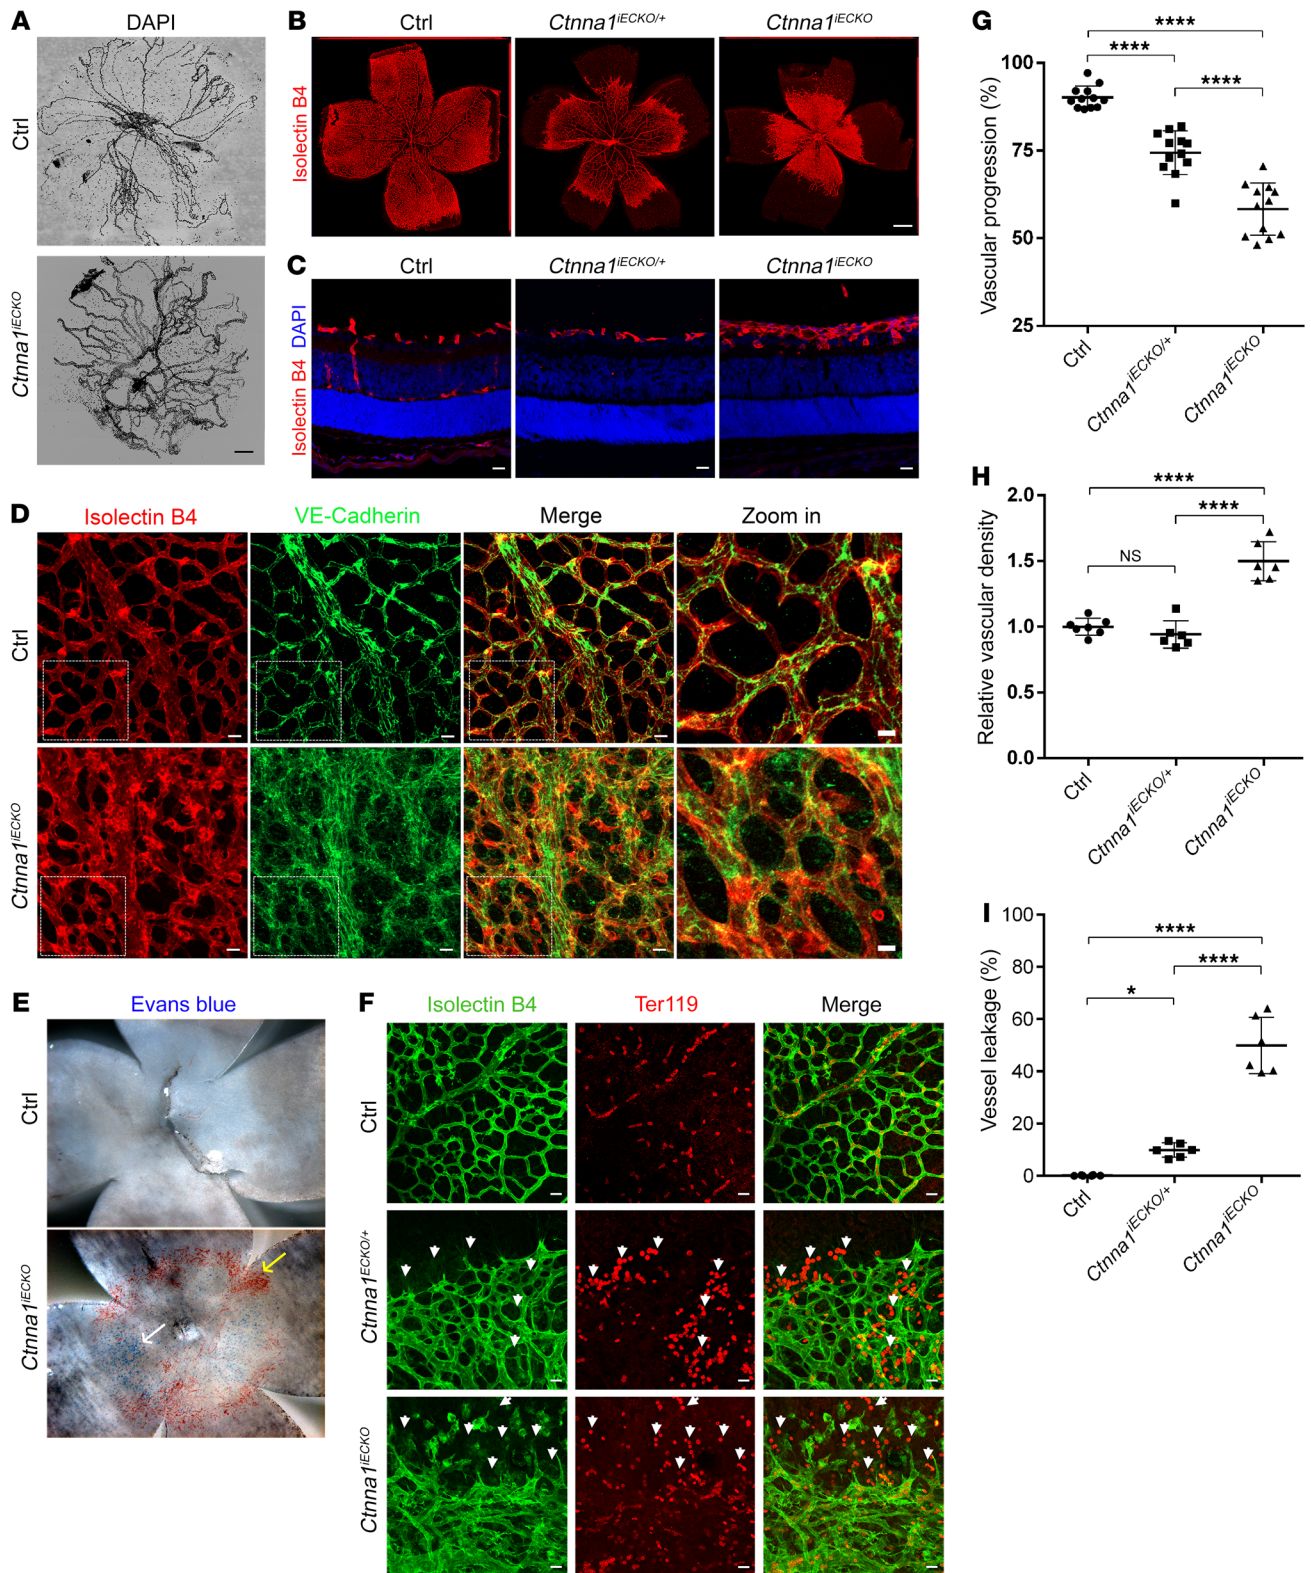 A
DAPI
Ctrl
Ctnna1iECKO
B
Ctrl Ctnna1iECKO/+ Ctnna1iECKO
Isolectin B4
C
Ctrl Ctnna1iECKO/+ Ctnna1iECKO
Isolectin B4 DAPI
D
Isolectin B4 VE-Cadherin Merge Zoom in
Ctrl
Ctnna1iECKO
E
Evans blue
Ctrl
Ctnna1iECKO
F
Isolectin B4 Ter119 Merge
Ctrl
Ctnna1ECKO/+
Ctnna1iECKO
G
****
****
****
Vascular progression (%)
100
75
50
25
Ctrl
Ctnna1iECKO/+
Ctnna1iECKO
H
****
****
NS
Relative vascular density
2.0
1.5
1.0
0.5
0.0
Ctrl
Ctnna1iECKO/+
Ctnna1iECKO
I
****
****
*
Vessel leakage (%)
100
80
60
40
20
0
Ctrl
Ctnna1iECKO/+
Ctnna1iECKO